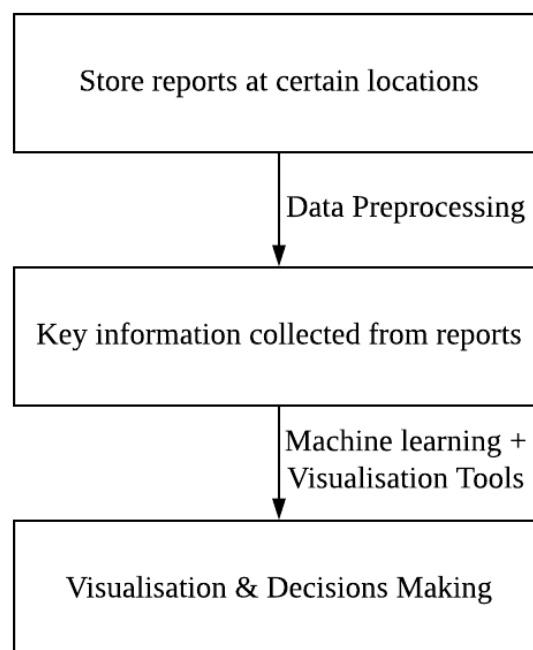 Store reports at certain locations
Data Preprocessing
Key information collected from reports
Machine learning +
Visualisation Tools
Visualisation & Decisions Making